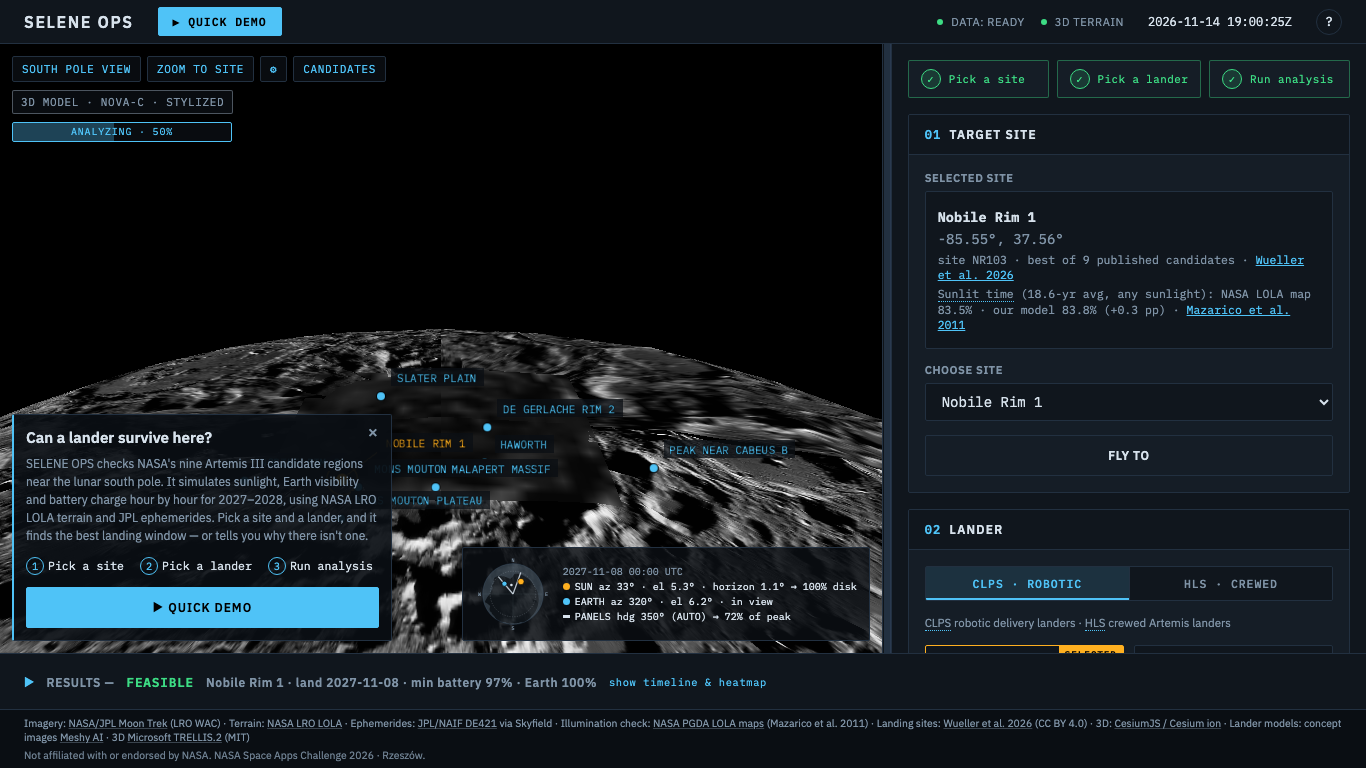 SELENE OPS
▶ QUICK DEMO
DATA: READY
3D TERRAIN
2026-11-14 19:00:25Z
?
SOUTH POLE VIEW
ZOOM TO SITE
CANDIDATES
3D MODEL · NOVA-C · STYLIZED
ANALYZING · 50%
SLATER PLAIN
DE GERLACHE RIM 2
OBILE RIM 1
HAWORTH
PEAK NEAR CABEUS B
NS MOUTON
MALAPERT MASSIF
MOUTON PLATEAU
Can a lander survive here?
×
SELENE OPS checks NASA's nine Artemis III candidate regions
near the lunar south pole. It simulates sunlight, Earth visibility
and battery charge hour by hour for 2027–2028, using NASA LRO
LOLA terrain and JPL ephemerides. Pick a site and a lander, and it
finds the best landing window — or tells you why there isn't one.
1 Pick a site
2 Pick a lander
3 Run analysis
▶ QUICK DEMO
2027-11-08 00:00 UTC
SUN az 33° · el 5.3° · horizon 1.1° → 100% disk
EARTH az 320° · el 6.2° · in view
PANELS hdg 350° (AUTO) → 72% of peak
✓ Pick a site
✓ Pick a lander
✓ Run analysis
01 TARGET SITE
SELECTED SITE
Nobile Rim 1
-85.55°, 37.56°
site NR103 · best of 9 published candidates · Wueller
et al. 2026
Sunlit time (18.6-yr avg, any sunlight): NASA LOLA map
83.5% · our model 83.8% (+0.3 pp) · Mazarico et al.
2011
CHOOSE SITE
Nobile Rim 1
FLY TO
02 LANDER
CLPS · ROBOTIC
HLS · CREWED
CLPS robotic delivery landers · HLS crewed Artemis landers
SELECTED
▶ RESULTS — FEASIBLE Nobile Rim 1 · land 2027-11-08 · min battery 97% · Earth 100% show timeline & heatmap
Imagery: NASA/JPL Moon Trek (LRO WAC) · Terrain: NASA LRO LOLA · Ephemerides: JPL/NAIF DE421 via Skyfield · Illumination check: NASA PGDA LOLA maps (Mazarico et al. 2011) · Landing sites: Wueller et al. 2026 (CC BY 4.0) · 3D: CesiumJS / Cesium ion · Lander models: concept
images Meshy AI · 3D Microsoft TRELLIS.2 (MIT)
Not affiliated with or endorsed by NASA. NASA Space Apps Challenge 2026 · Rzeszów.